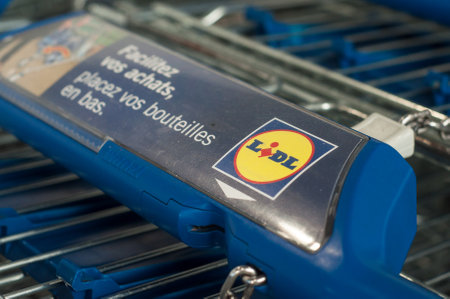 Facilitez
vos achats,
placez vos bouteilles
en bas.
LIDL